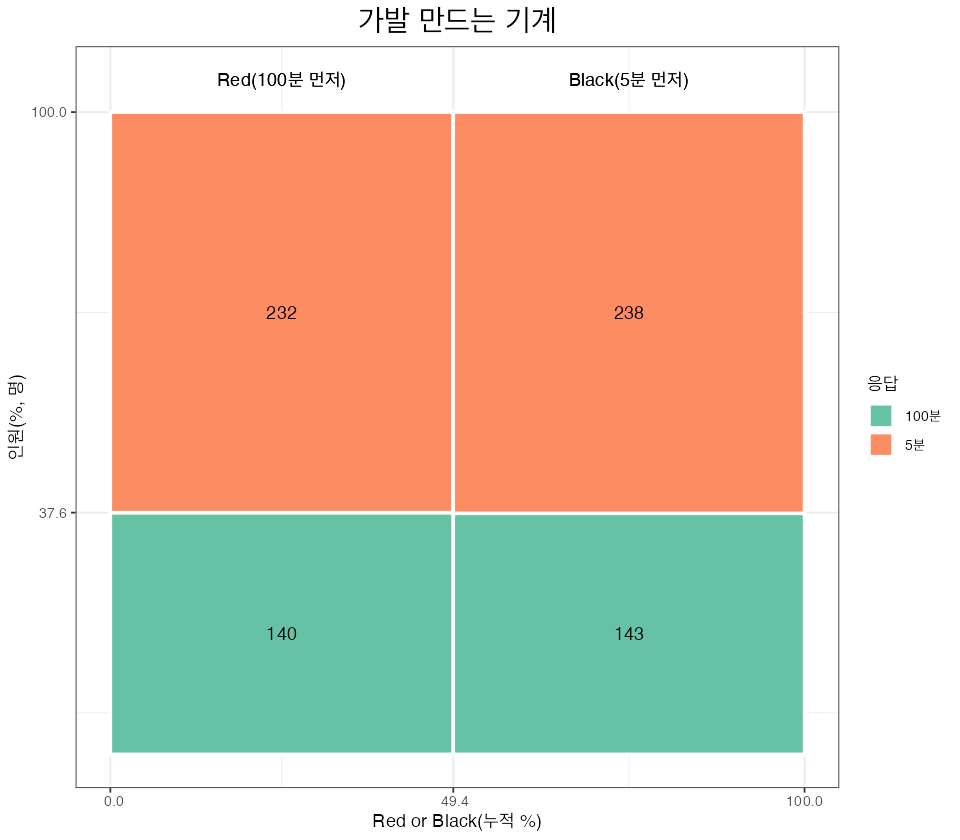 가발 만드는 기계
Red(100분 먼저) Black(5분 먼저)
100.0
232 238
37.6
140 143
인원(%, 명)
0.0 49.4 100.0
Red or Black(누적 %)
응답
100분
5분